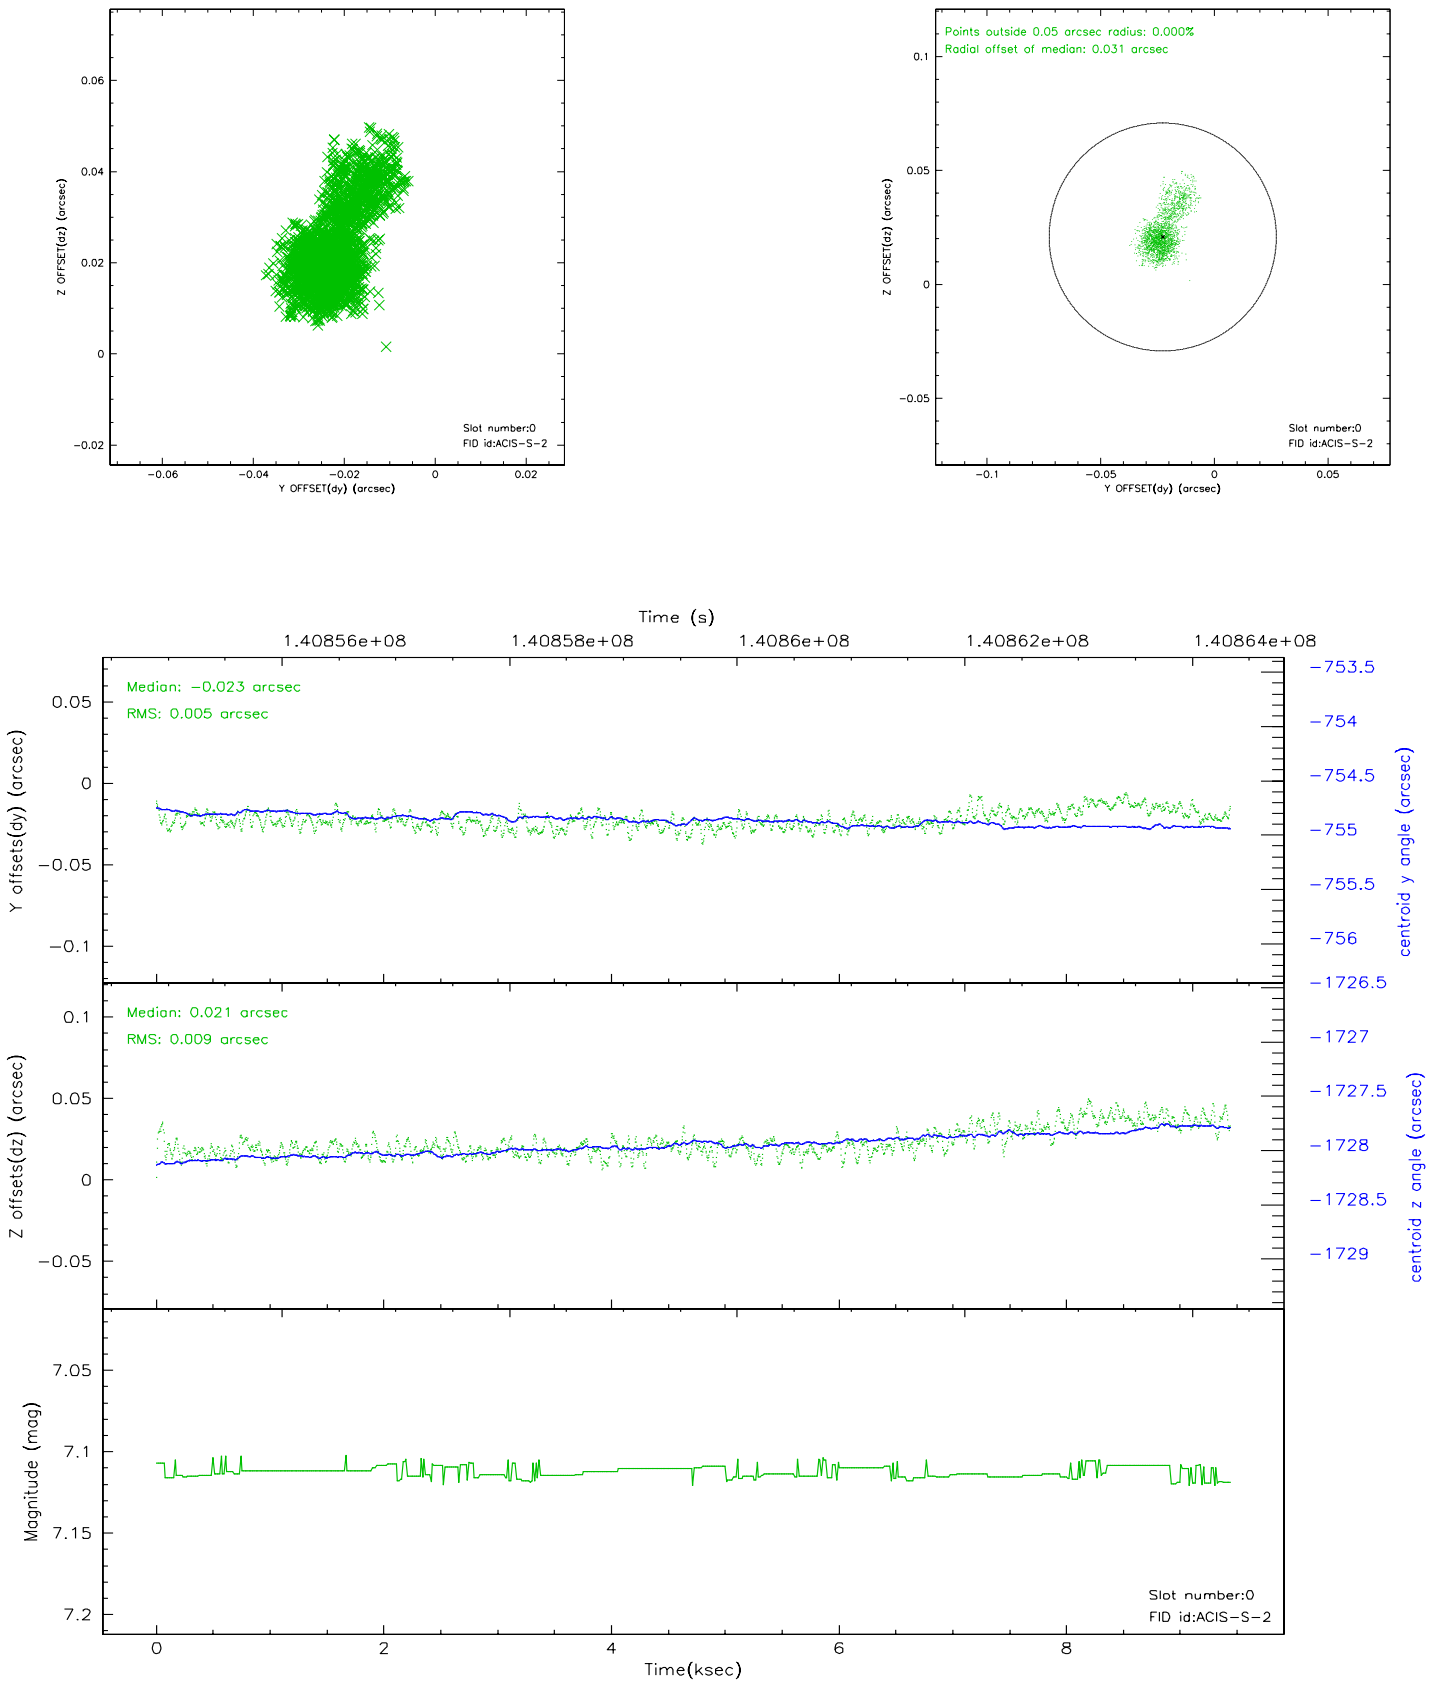 0.06
0.04
0.02
0
-0.02
Z OFFSET(dz) (arcsec)
Slot number:0
FID id:ACIS-S-2
-0.06 -0.04 -0.02 0 0.02
Y OFFSET(dy) (arcsec)
Points outside 0.05 arcsec radius: 0.000%
Radial offset of median: 0.031 arcsec
0.1
0.05
0
-0.05
Z OFFSET(dz) (arcsec)
Slot number:0
FID id:ACIS-S-2
-0.1 -0.05 0 0.05
Y OFFSET(dy) (arcsec)
Time (s)
1.40856e+08 1.40858e+08 1.4086e+08 1.40862e+08 1.40864e+08
Median: -0.023 arcsec
RMS: 0.005 arcsec
0.05
0
-0.05
-0.1
Y offsets(dy) (arcsec)
-753.5
-754
-754.5
-755
-755.5
-756
centroid y angle (arcsec)
-1726.5
Median: 0.021 arcsec
RMS: 0.009 arcsec
0.1
0.05
0
-0.05
Z offsets(dz) (arcsec)
-1727
-1727.5
-1728
-1728.5
-1729
centroid z angle (arcsec)
7.05
7.1
7.15
7.2
Magnitude (mag)
Slot number:0
FID id:ACIS-S-2
0 2 4 6 8
Time(ksec)